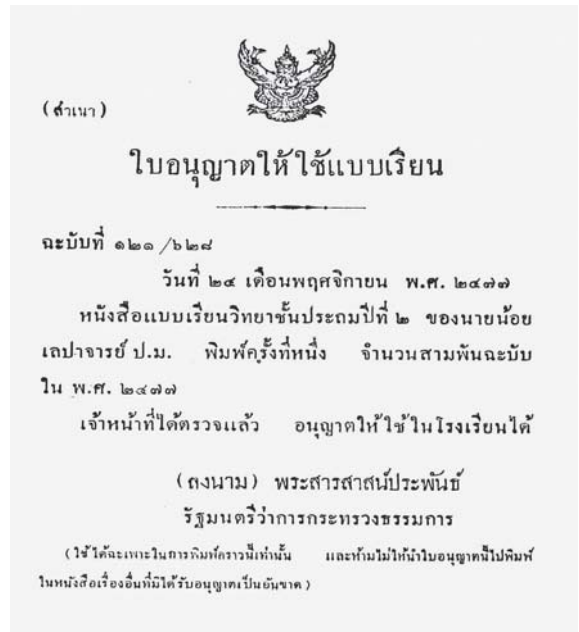 (สำเนา)
ใบอนุญาตให้ใช้แบบเรียน
ฉะบับที่ ๑๒๑/๖๒๘
วันที่ ๒๔ เดือนพฤศจิกายน พ.ศ. ๒๔๗๗
หนังสือแบบเรียนวิทยาชั้นประถมปีที่ ๒ ของนายน้อย
เลปาจารย์ ป.ม. พิมพ์ครั้งที่หนึ่ง จำนวนสามพันฉะบับ
ใน พ.ศ. ๒๔๗๗
เจ้าหน้าที่ได้ตรวจแล้ว อนุญาตให้ใช้ในโรงเรียนได้
(ลงนาม) พระสารสาสน์ประพันธ์
รัฐมนตรีว่าการกระทรวงธรรมการ
(ใช้ได้ฉะเพาะในการพิมพ์คราวนี้เท่านั้น และห้ามไม่ให้นำใบอนุญาตนี้ไปพิมพ์
ในหนังสือเรื่องอื่นที่มิได้รับอนุญาตเป็นอันขาด)